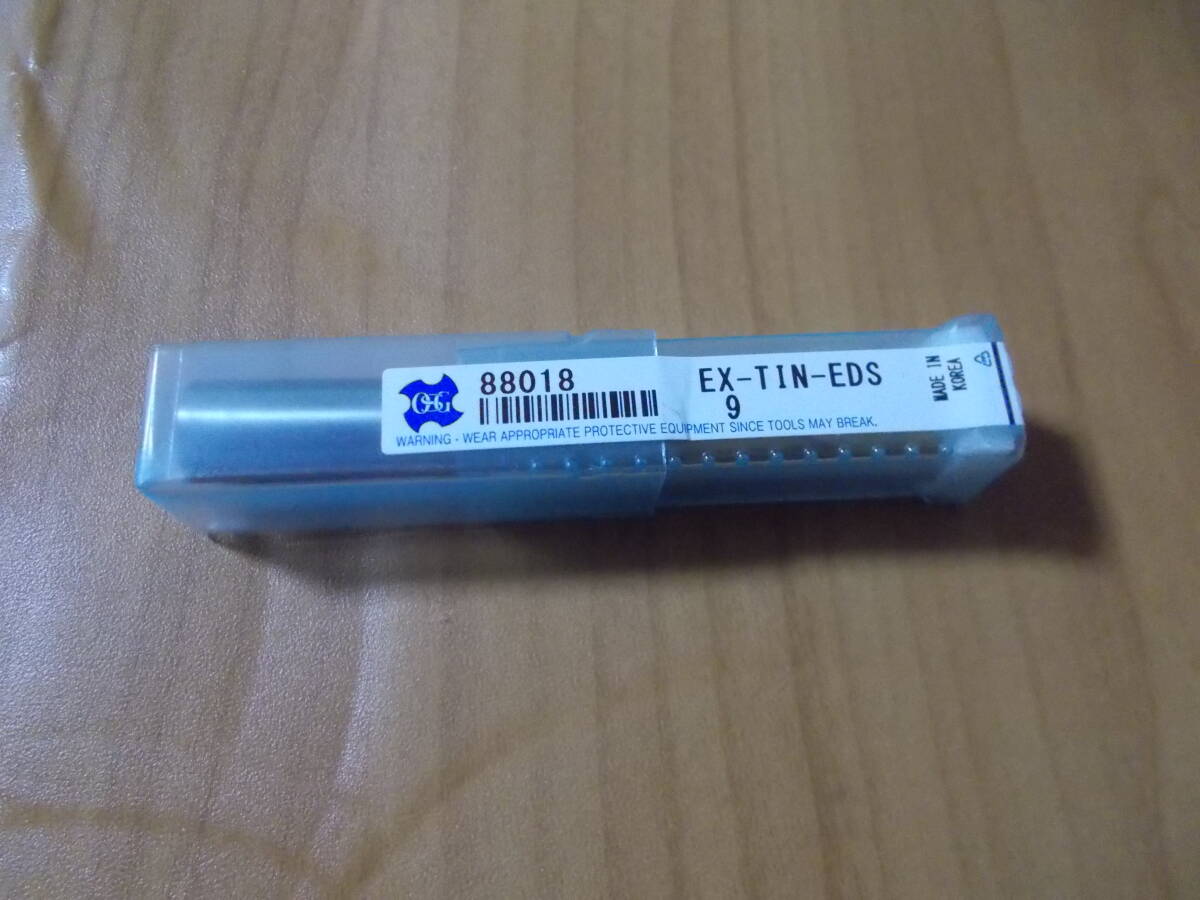 OSG
88018
EX-TIN-EDS
9
WARNING - WEAR APPROPRIATE PROTECTIVE EQUIPMENT SINCE TOOLS MAY BREAK.
MADE IN
KOREA